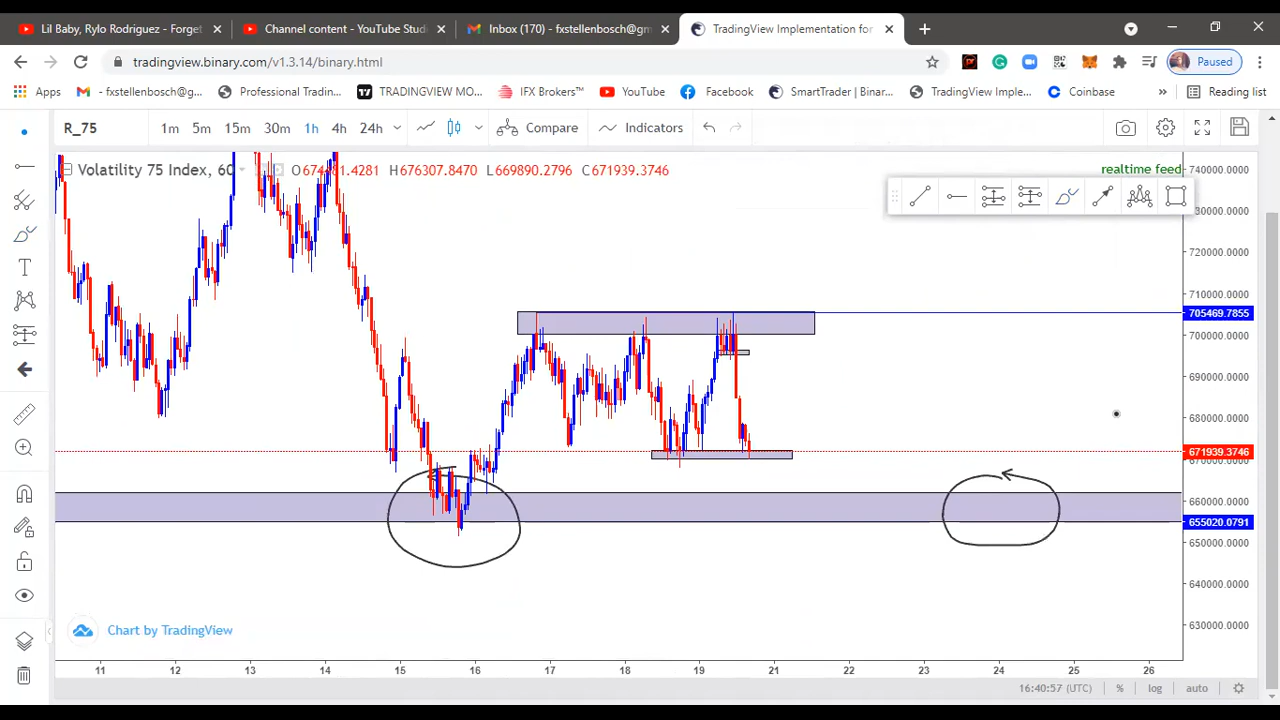 Lil Baby, Rylo Rodriguez - Forget
Channel content - YouTube Studi
Inbox (170) - fxstellenbosch@gm
TradingView Implementation for
tradingview.binary.com/v1.3.14/binary.html
Paused
Apps
- fxstellenbosch@g...
Professional Tradin...
TRADINGVIEW MO...
IFX Brokers™
YouTube
Facebook
SmartTrader | Binar...
TradingView Imple...
Coinbase
»
Reading list
R_75
1m 5m 15m 30m 1h 4h 24h
Compare
Indicators
Volatility 75 Index, 60
O674481.4281 H676307.8470 L669890.2796 C671939.3746
realtime feed
740000.0000
730000.0000
720000.0000
710000.0000
705469.7855
700000.0000
690000.0000
680000.0000
671939.3746
670000.0000
660000.0000
655020.0791
650000.0000
640000.0000
630000.0000
Chart by TradingView
11 12 13 14 15 16 17 18 19 21 22 23 24 25 26
16:40:57 (UTC) % log auto